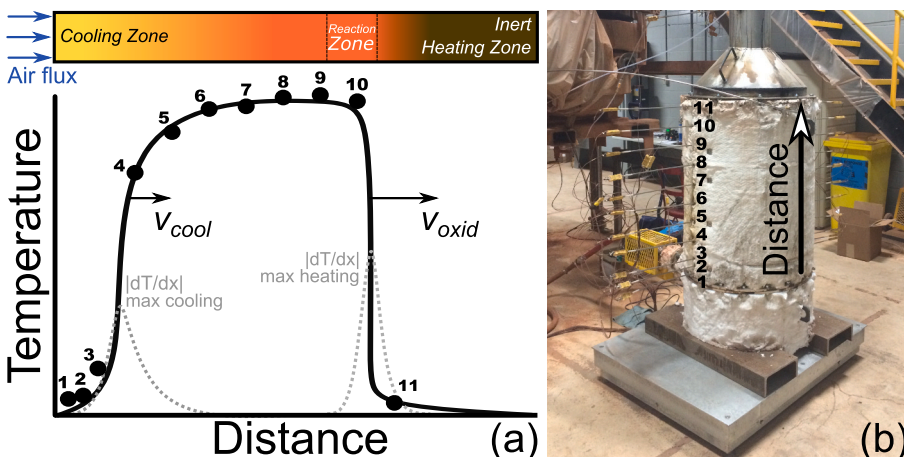 Cooling Zone
Reaction
Zone
Inert
Heating Zone
Air flux
Temperature
1
2
3
4
5
6
7
8
9
10
11
v_cool
v_oxid
|dT/dx|
max cooling
|dT/dx|
max heating
Distance
(a)
11
10
9
8
7
6
5
4
3
2
1
Distance
(b)